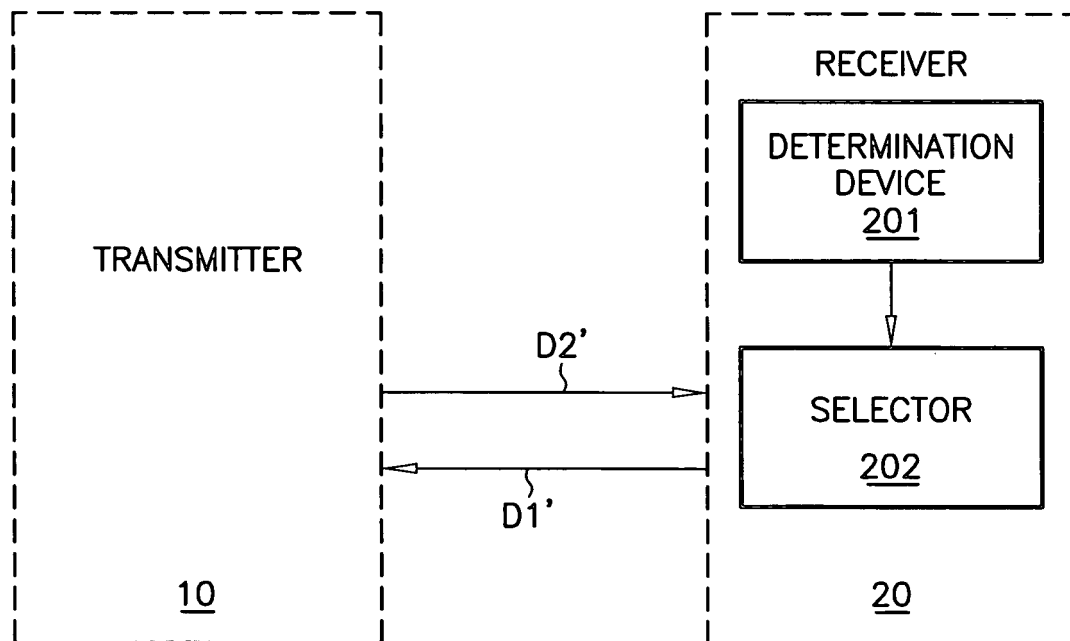 RECEIVER
DETERMINATION
DEVICE
201
TRANSMITTER
D2'
SELECTOR
202
D1'
10
20